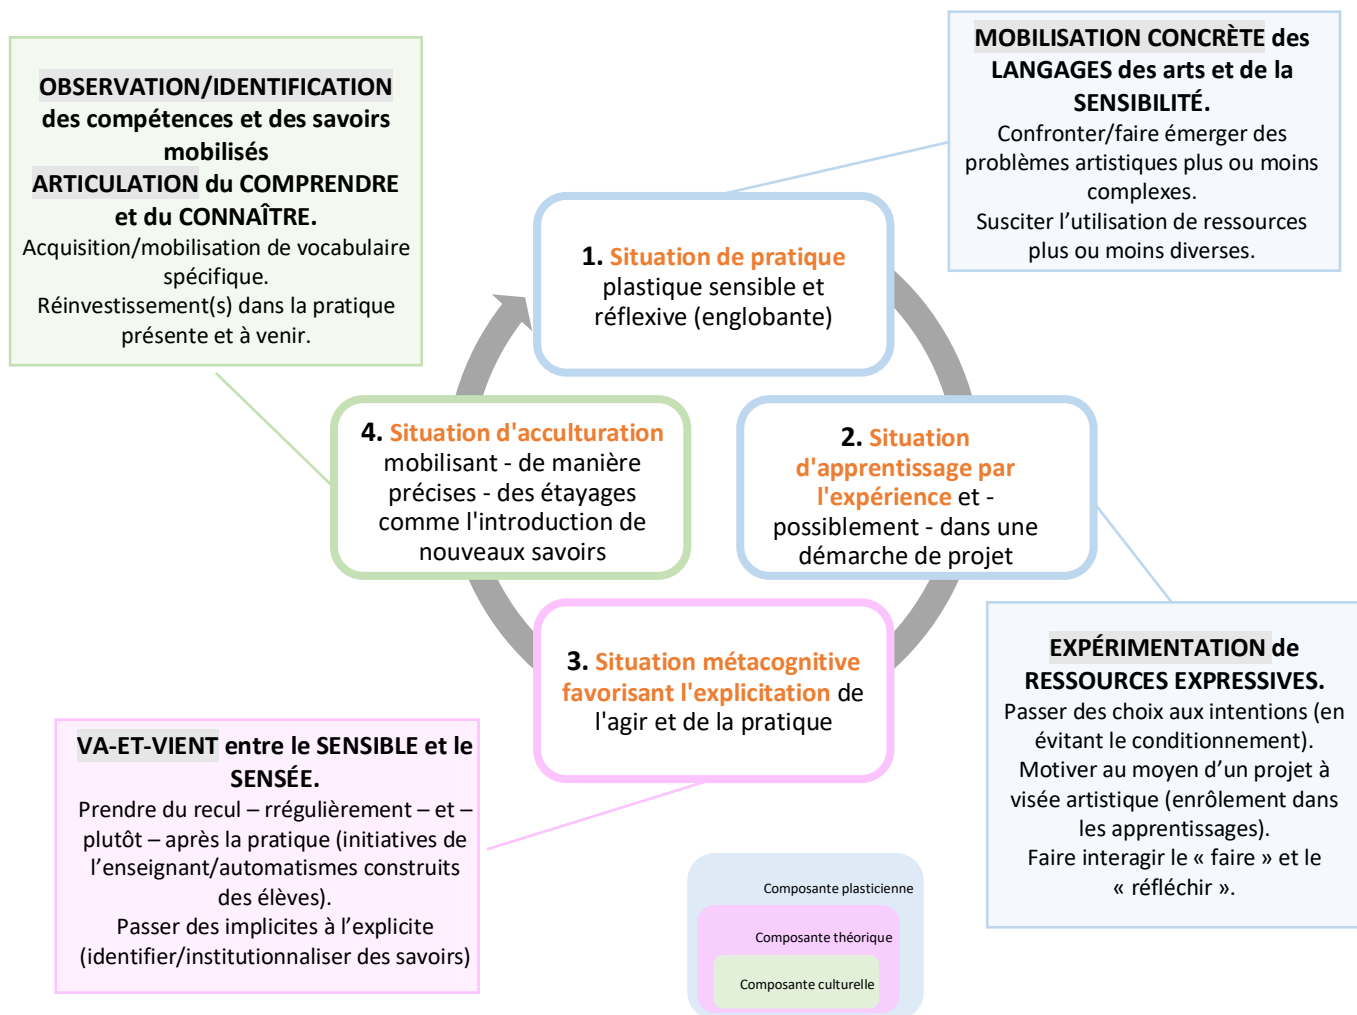 OBSERVATION/IDENTIFICATION
des compétences et des savoirs
mobilisés
ARTICULATION du COMPRENDRE
et du CONNAÎTRE.
Acquisition/mobilisation de vocabulaire
spécifique.
Réinvestissement(s) dans la pratique
présente et à venir.
MOBILISATION CONCRÈTE des
LANGAGES des arts et de la
SENSIBILITÉ.
Confronter/faire émerger des
problèmes artistiques plus ou moins
complexes.
Susciter l’utilisation de ressources
plus ou moins diverses.
1. Situation de pratique
plastique sensible et
réflexive (englobante)
4. Situation d'acculturation
mobilisant - de manière
précises - des étayages
comme l'introduction de
nouveaux savoirs
2. Situation
d'apprentissage par
l'expérience et -
possiblement - dans une
démarche de projet
3. Situation métacognitive
favorisant l'explicitation de
l'agir et de la pratique
EXPÉRIMENTATION de
RESSOURCES EXPRESSIVES.
Passer des choix aux intentions (en
évitant le conditionnement).
Motiver au moyen d’un projet à
visée artistique (enrôlement dans
les apprentissages).
Faire interagir le « faire » et le
« réfléchir ».
VA-ET-VIENT entre le SENSIBLE et le
SENSÉE.
Prendre du recul – rrégulièrement – et –
plutôt – après la pratique (initiatives de
l’enseignant/automatismes construits
des élèves).
Passer des implicites à l’explicite
(identifier/institutionnaliser des savoirs)
Composante plasticienne
Composante théorique
Composante culturelle